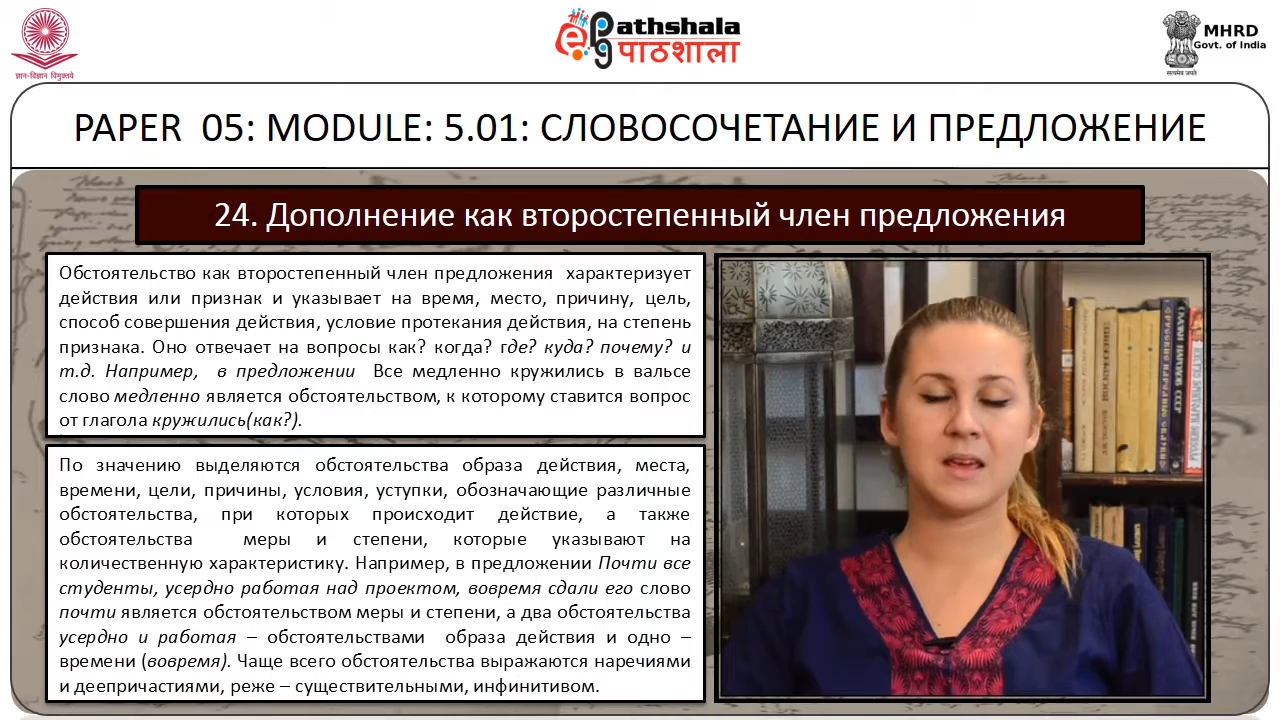 ज्ञान-विज्ञान विमुक्तये
ePG Pathshala
पाठशाला
MHRD
Govt. of India
सत्यमेव जयते
PAPER 05: MODULE: 5.01: СЛОВОСОЧЕТАНИЕ И ПРЕДЛОЖЕНИЕ
24. Дополнение как второстепенный член предложения
Обстоятельство как второстепенный член предложения характеризует
действия или признак и указывает на время, место, причину, цель,
способ совершения действия, условие протекания действия, на степень
признака. Оно отвечает на вопросы как? когда? где? куда? почему? и
т.д. Например, в предложении Все медленно кружились в вальсе
слово медленно является обстоятельством, к которому ставится вопрос
от глагола кружились(как?).
По значению выделяются обстоятельства образа действия, места,
времени, цели, причины, условия, уступки, обозначающие различные
обстоятельства, при которых происходит действие, а также
обстоятельства меры и степени, которые указывают на
количественную характеристику. Например, в предложении Почти все
студенты, усердно работая над проектом, вовремя сдали его слово
почти является обстоятельством меры и степени, а два обстоятельства
усердно и работая – обстоятельствами образа действия и одно –
времени (вовремя). Чаще всего обстоятельства выражаются наречиями
и деепричастиями, реже – существительными, инфинитивом.